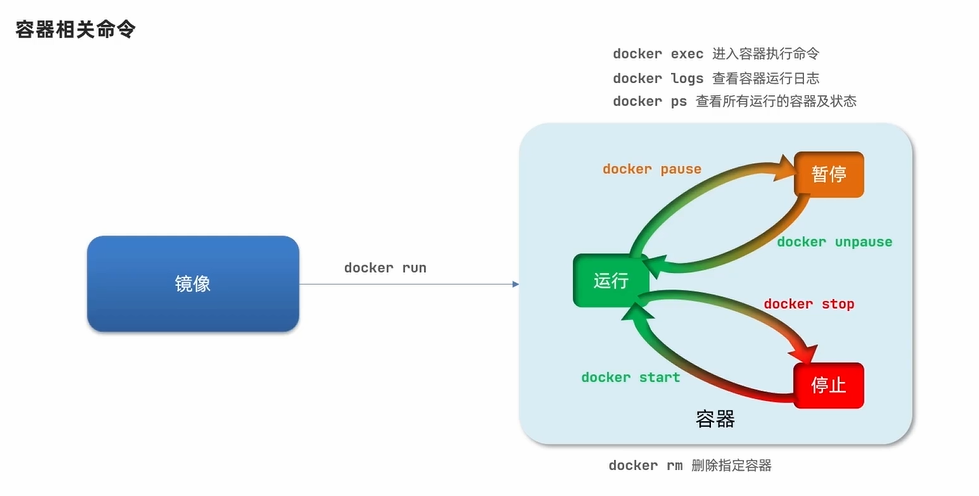 容器相关命令
docker exec 进入容器执行命令
docker logs 查看容器运行日志
docker ps 查看所有运行的容器及状态
docker pause
暂停
docker unpause
镜像
docker run
运行
docker stop
docker start
停止
容器
docker rm 删除指定容器